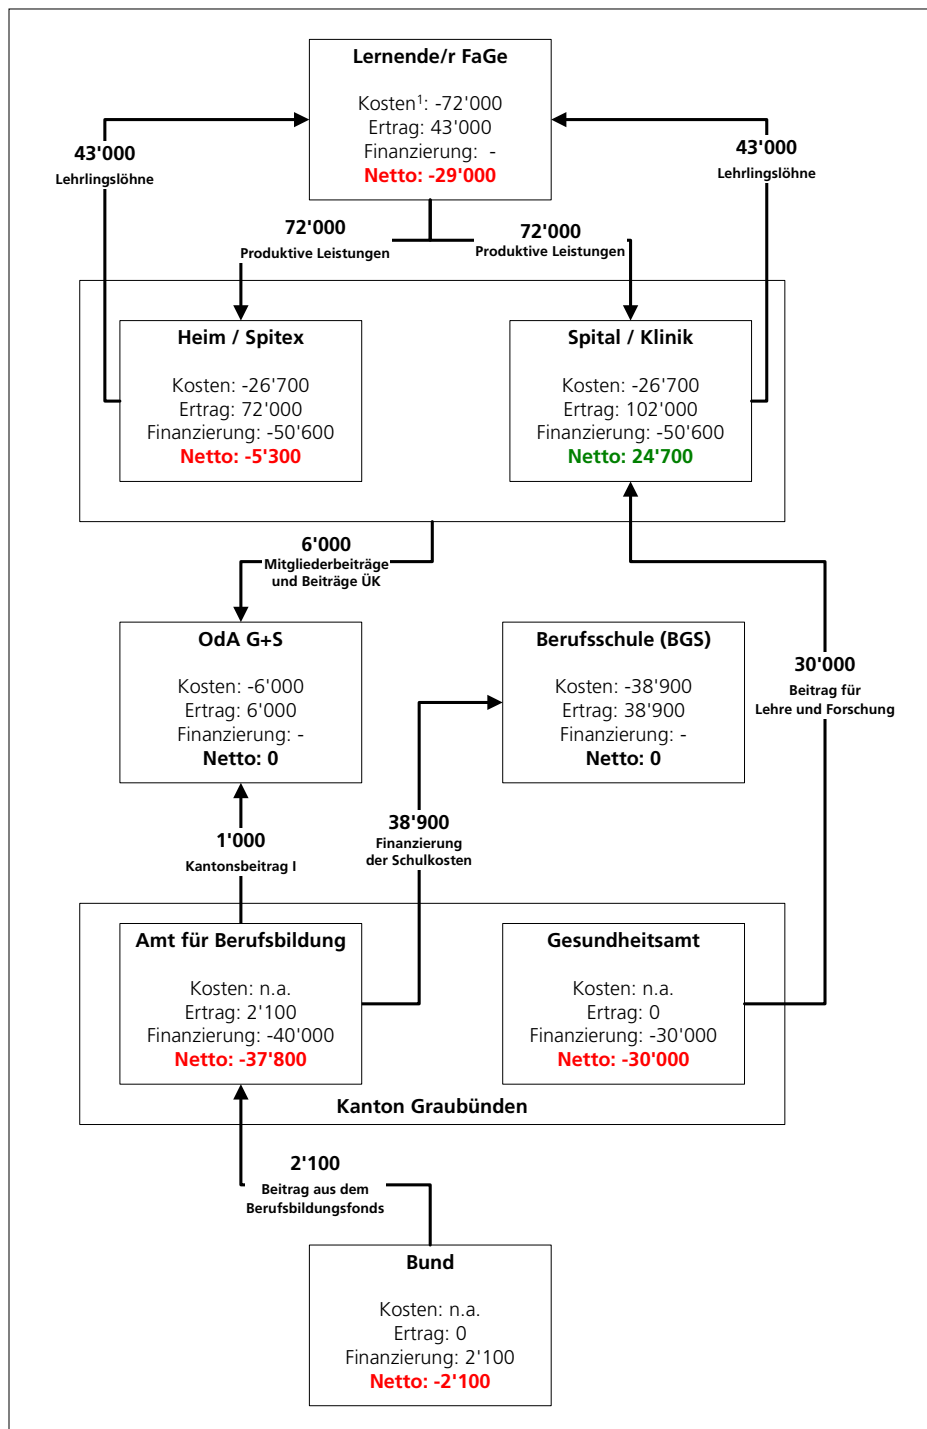 Lernende/r FaGe
Kosten¹: -72'000
Ertrag: 43'000
Finanzierung: -
Netto: -29'000
43'000
Lehrlingslöhne
43'000
Lehrlingslöhne
72'000
Produktive Leistungen
72'000
Produktive Leistungen
Heim / Spitex
Kosten: -26'700
Ertrag: 72'000
Finanzierung: -50'600
Netto: -5'300
Spital / Klinik
Kosten: -26'700
Ertrag: 102'000
Finanzierung: -50'600
Netto: 24'700
6'000
Mitgliederbeiträge
und Beiträge ÜK
OdA G+S
Kosten: -6'000
Ertrag: 6'000
Finanzierung: -
Netto: 0
Berufsschule (BGS)
Kosten: -38'900
Ertrag: 38'900
Finanzierung: -
Netto: 0
30'000
Beitrag für
Lehre und Forschung
1'000
Kantonsbeitrag I
38'900
Finanzierung
der Schulkosten
Amt für Berufsbildung
Kosten: n.a.
Ertrag: 2'100
Finanzierung: -40'000
Netto: -37'800
Gesundheitsamt
Kosten: n.a.
Ertrag: 0
Finanzierung: -30'000
Netto: -30'000
Kanton Graubünden
2'100
Beitrag aus dem
Berufsbildungsfonds
Bund
Kosten: n.a.
Ertrag: 0
Finanzierung: 2'100
Netto: -2'100